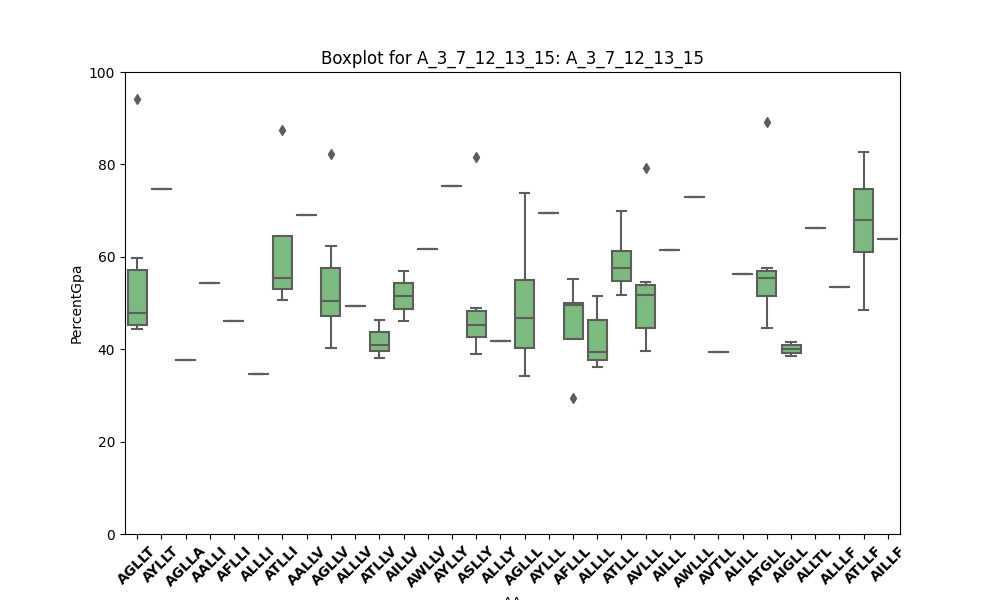 Boxplot for A_3_7_12_13_15: A_3_7_12_13_15
PercentGpa
100
80
60
40
20
0
AGLLT
AYLLT
AGLLA
AALLI
AFLLI
ALLLI
ATLLI
AALLV
AGLLV
ALLLV
ATLLV
AILLV
AWLLV
AYLLY
ASLLY
ALLLY
AGLLL
AYLLL
AFLLL
ALLLL
ATLLL
AVLLL
AILLL
AWLLL
AVTLL
ALILL
ATGLL
AIGLL
ALLTL
ALLLF
ATLLF
AILLF